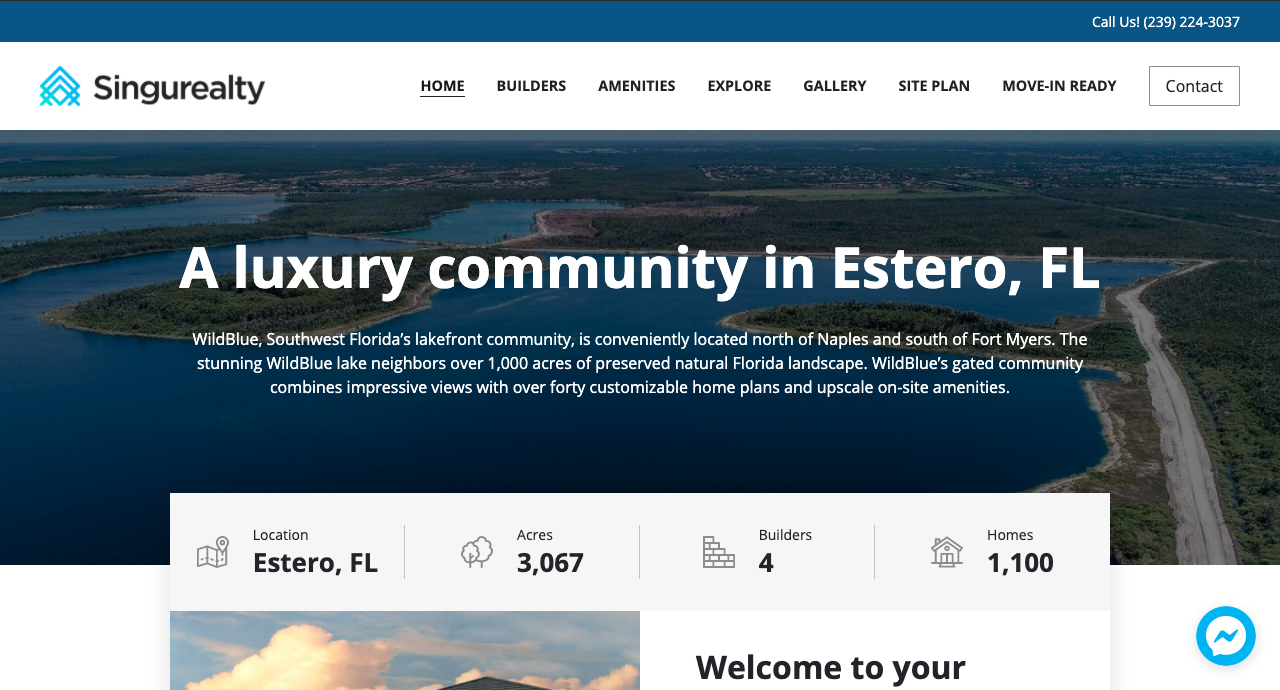 Call Us! (239) 224-3037
Singurealty
HOME BUILDERS AMENITIES EXPLORE GALLERY SITE PLAN MOVE-IN READY Contact
A luxury community in Estero, FL
WildBlue, Southwest Florida’s lakefront community, is conveniently located north of Naples and south of Fort Myers. The
stunning WildBlue lake neighbors over 1,000 acres of preserved natural Florida landscape. WildBlue’s gated community
combines impressive views with over forty customizable home plans and upscale on-site amenities.
Location
Estero, FL
Acres
3,067
Builders
4
Homes
1,100
Welcome to your